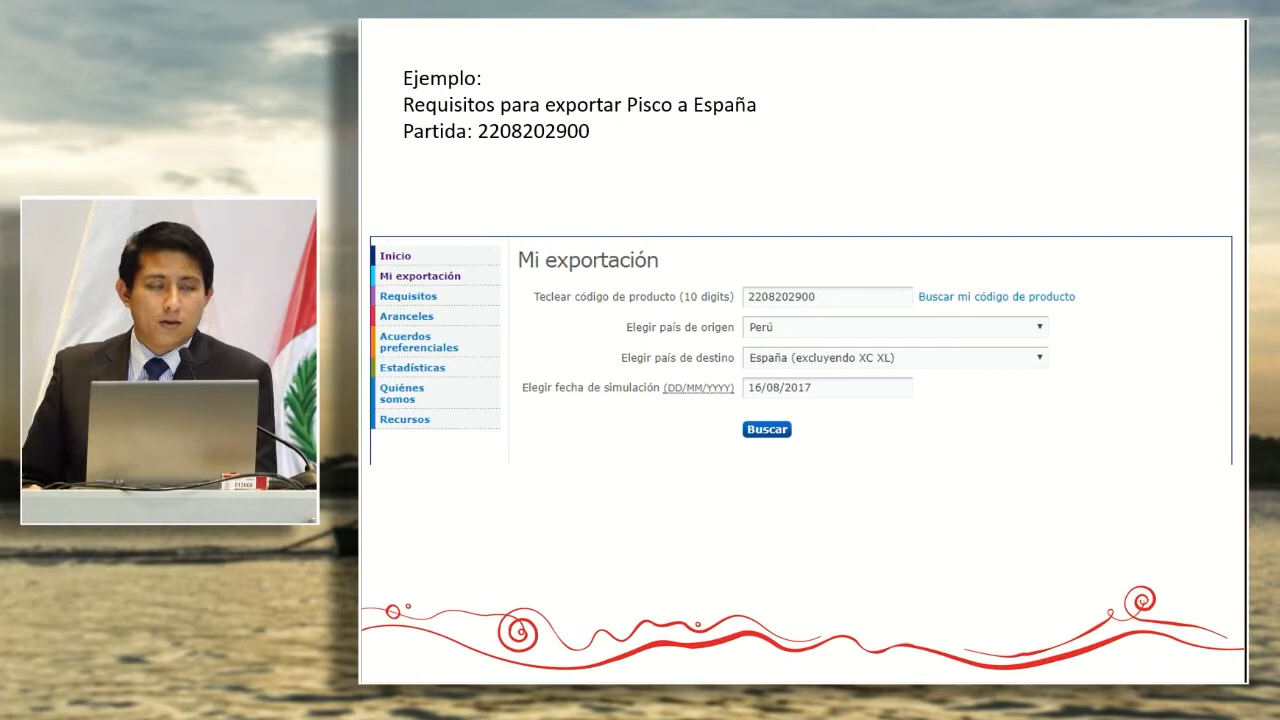 Ejemplo:
Requisitos para exportar Pisco a España
Partida: 2208202900
Inicio
Mi exportación
Requisitos
Aranceles
Acuerdos
preferenciales
Estadísticas
Quiénes
somos
Recursos
Mi exportación
Teclear código de producto (10 digits) 2208202900 Buscar mi código de producto
Elegir país de origen Perú
Elegir país de destino España (excluyendo XC XL)
Elegir fecha de simulación (DD/MM/YYYY) 16/08/2017
Buscar